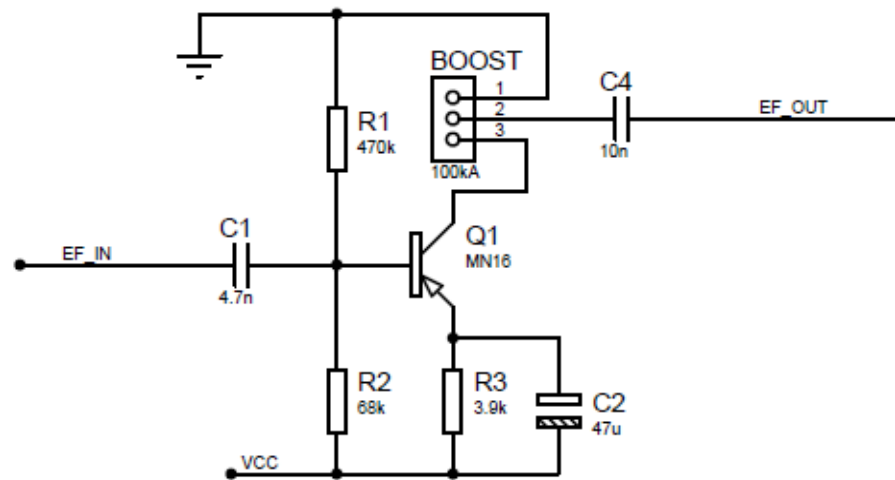 BOOST
1
2
3
100kA
C4
10n
EF_OUT
R1
470k
C1
4.7n
EF_IN
Q1
MN16
R2
68k
R3
3.9k
C2
47u
VCC